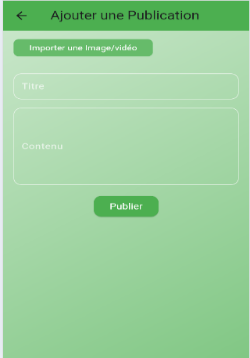 Ajouter une Publication
Importer une Image/vidéo
Titre
Contenu
Publier